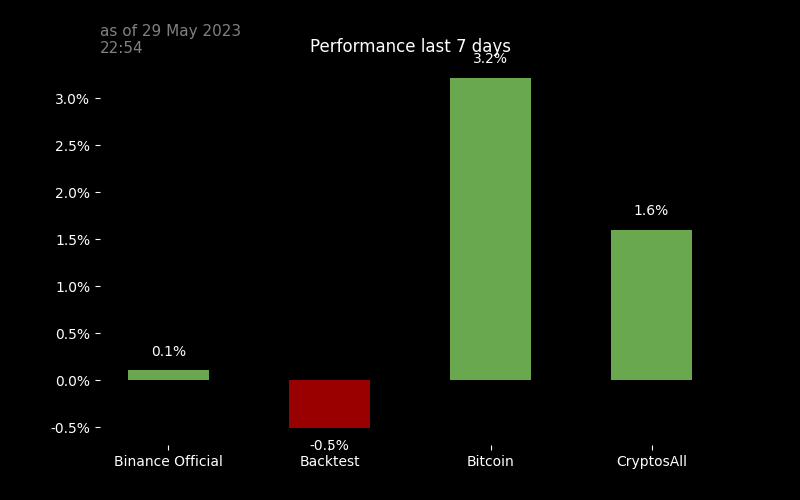 as of 29 May 2023
22:54
Performance last 7 days
3.2%
3.0%
2.5%
2.0%
1.6%
1.5%
1.0%
0.5%
0.1%
0.0%
-0.5%
-0.5%
Binance Official
Backtest
Bitcoin
CryptosAll